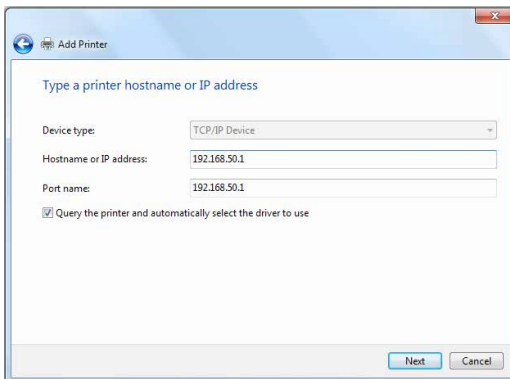 Add Printer
Type a printer hostname or IP address
Device type: TCP/IP Device
Hostname or IP address: 192.168.50.1
Port name: 192.168.50.1
Query the printer and automatically select the driver to use
Next Cancel